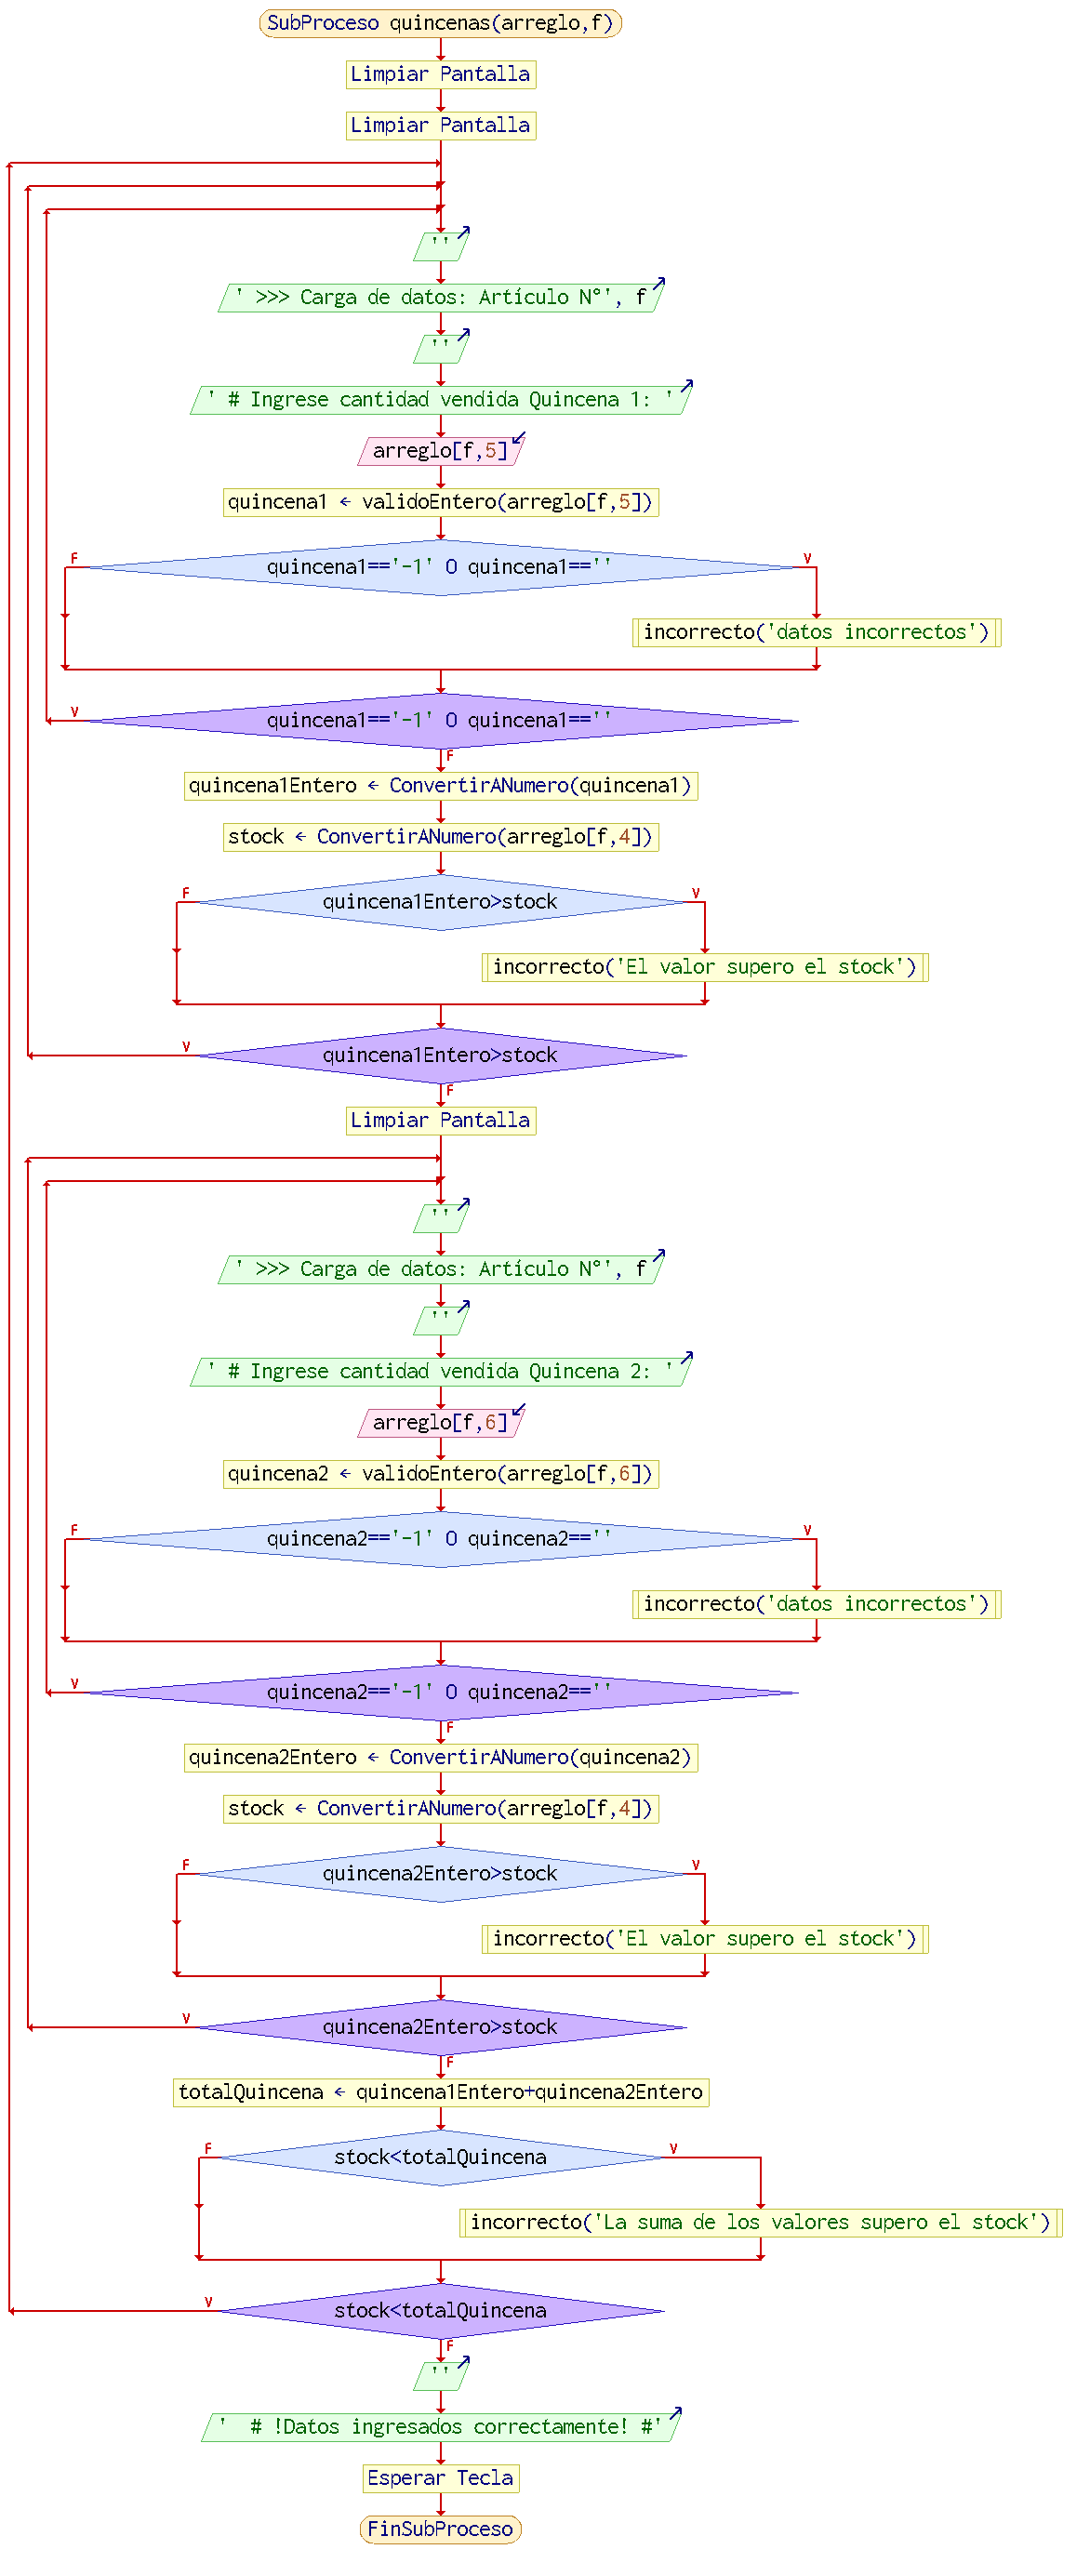 SubProceso quincenas(arreglo,f)
Limpiar Pantalla
Limpiar Pantalla
''
' >>> Carga de datos: Artículo N°', f
''
' # Ingrese cantidad vendida Quincena 1: '
arreglo[f,5]
quincena1 ← validoEntero(arreglo[f,5])
F
quincena1=='-1' O quincena1==''
V
incorrecto('datos incorrectos')
V
quincena1=='-1' O quincena1==''
F
quincena1Entero ← ConvertirANumero(quincena1)
stock ← ConvertirANumero(arreglo[f,4])
F
quincena1Entero>stock
V
incorrecto('El valor supero el stock')
V
quincena1Entero>stock
F
Limpiar Pantalla
''
' >>> Carga de datos: Artículo N°', f
''
' # Ingrese cantidad vendida Quincena 2: '
arreglo[f,6]
quincena2 ← validoEntero(arreglo[f,6])
F
quincena2=='-1' O quincena2==''
V
incorrecto('datos incorrectos')
V
quincena2=='-1' O quincena2==''
F
quincena2Entero ← ConvertirANumero(quincena2)
stock ← ConvertirANumero(arreglo[f,4])
F
quincena2Entero>stock
V
incorrecto('El valor supero el stock')
V
quincena2Entero>stock
F
totalQuincena ← quincena1Entero+quincena2Entero
F
stock<totalQuincena
V
incorrecto('La suma de los valores supero el stock')
V
stock<totalQuincena
F
''
'  # !Datos ingresados correctamente! #'
Esperar Tecla
FinSubProceso